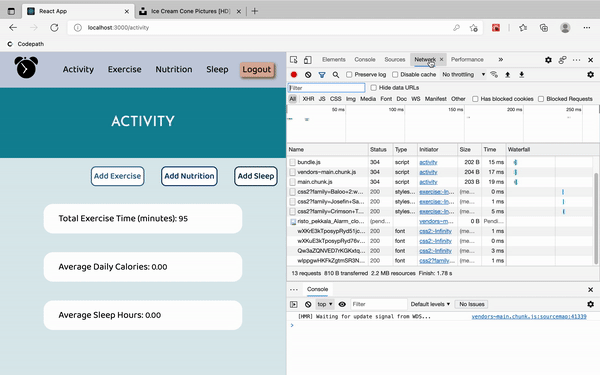 React App
Ice Cream Cone Pictures [HD]
localhost:3000/activity
Codepath
Activity Exercise Nutrition Sleep Logout
ACTIVITY
Add Exercise Add Nutrition Add Sleep
Total Exercise Time (minutes): 95
Average Daily Calories: 0.00
Average Sleep Hours: 0.00
Elements Console Sources Network Performance
Preserve log Disable cache No throttling
Filter Hide data URLs
All XHR JS CSS Img Media Font Doc WS Manifest Other Has blocked cookies Blocked Requests
50 ms 100 ms 150 ms 200 ms 250 ms
Name Status Type Initiator Size Time Waterfall
bundle.js 304 script activity 202 B 15 ms
vendors~main.chunk.js 304 script activity 204 B 17 ms
main.chunk.js 304 script activity 203 B 19 ms
css2?family=Baloo+2:w... 200 styles... exercise:-In... (me... 0 ms
css2?family=Josefin+Sa... 200 styles... exercise:-In... (me... 1 ms
css2?family=Crimson+T... 200 styles... exercise:-In... (me... 5 ms
risto_pekkala_Alarm_clo... (pend... vendors~m... 0 B Pendi...
200 font css2:-Infinity (me... 1 ms
200 font css2:-Infinity (me... 1 ms
200 font css2:-Infinity (me... 3 ms
200 font css2?family... (me... 1 ms
13 requests 810 B transferred 2.2 MB resources Finish: 1.78 s
Console
top Filter Default levels No Issues
[HMR] Waiting for update signal from WDS... vendors~main.chunk.js:sourcemap:41339